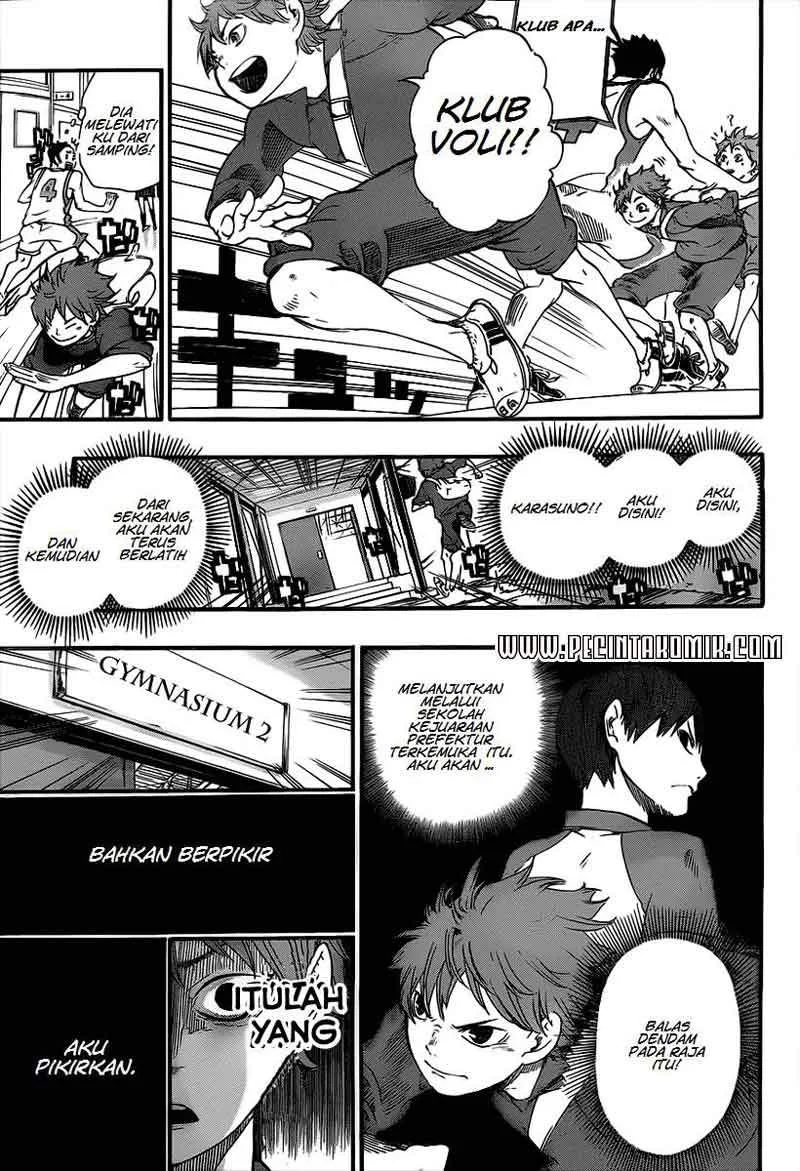 KLUB APA...
KLUB
VOLI!!
DIA
MELEWATI
KU DARI
SAMPING!
4
AKU
DISINI,
AKU
DISINI!
KARASUNO!!
DARI
SEKARANG,
AKU AKAN
TERUS
BERLATIH
DAN
KEMUDIAN
WWW.PECINTAKOMIK.COM
MELANJUTKAN
MELALUI
SEKOLAH
KEJUARAAN
PREFEKTUR
TERKEMUKA ITU.
AKU AKAN ...
BALAS
DENDAM
PADA RAJA
ITU!
GYMNASIUM 2
BAHKAN BERPIKIR
ITULAH
YANG
AKU
PIKIRKAN.